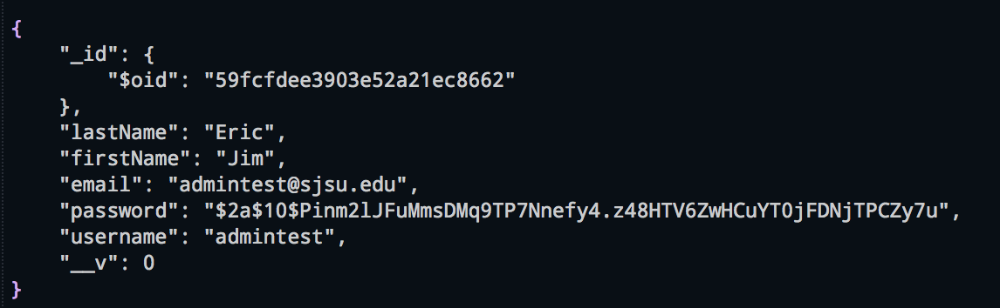 {
"_id": {
"$oid": "59fcfdee3903e52a21ec8662"
},
"lastName": "Eric",
"firstName": "Jim",
"email": "admintest@sjsu.edu",
"password": "$2a$10$Pinm2lJFuMmsDMq9TP7Nnefy4.z48HTV6ZwHCuYT0jFDNjTPCZy7u",
"username": "admintest",
"__v": 0
}